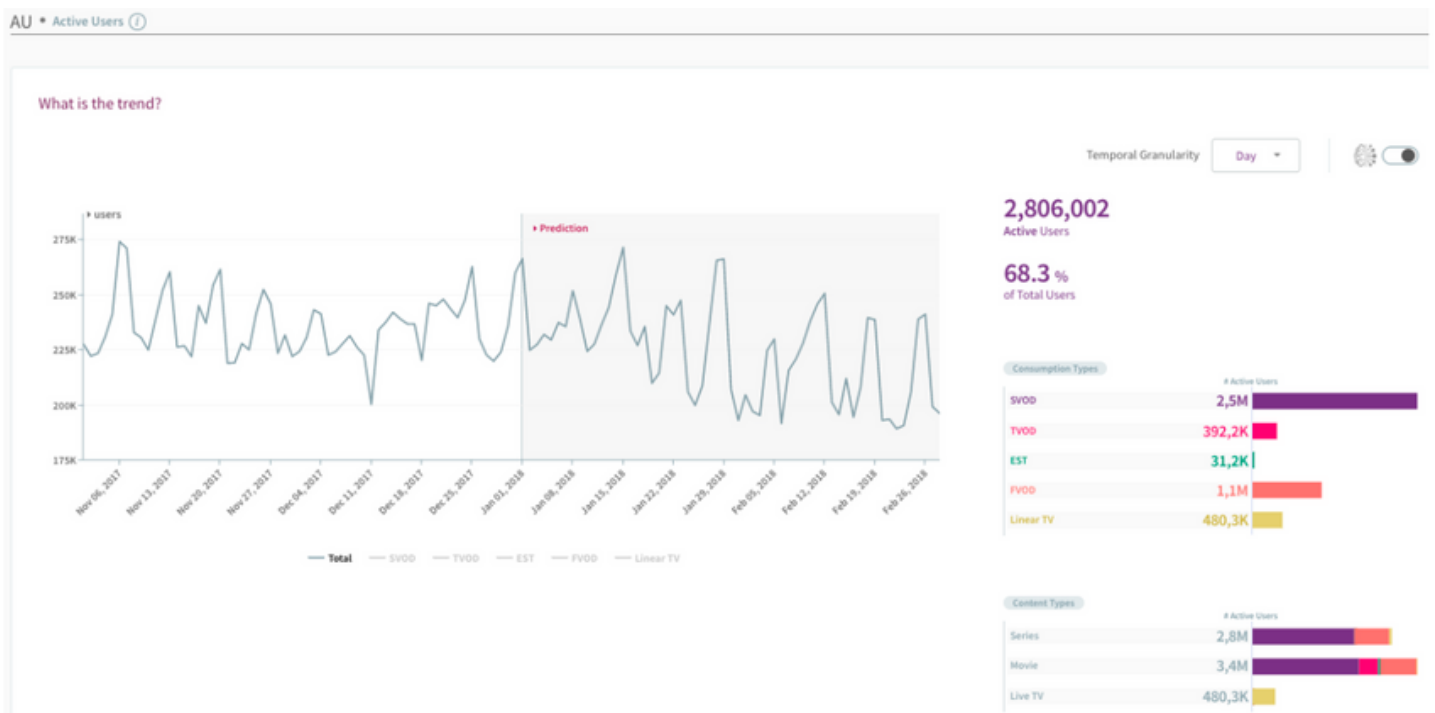 AU • Active Users i
What is the trend?
Temporal Granularity Day
users
Prediction
275K
250K
225K
200K
175K
Nov 06, 2017 Nov 13, 2017 Nov 20, 2017 Nov 27, 2017 Dec 04, 2017 Dec 11, 2017 Dec 18, 2017 Dec 25, 2017 Jan 01, 2018 Jan 08, 2018 Jan 15, 2018 Jan 22, 2018 Jan 29, 2018 Feb 05, 2018 Feb 12, 2018 Feb 19, 2018 Feb 26, 2018
Total SVOD TVOD EST FVOD Linear TV
2,806,002
Active Users
68.3 %
of Total Users
Consumption Types
# Active Users
SVOD 2,5M
TVOD 392,2K
EST 31,2K
FVOD 1,1M
Linear TV 480,3K
Content Types
# Active Users
Series 2,8M
Movie 3,4M
Live TV 480,3K